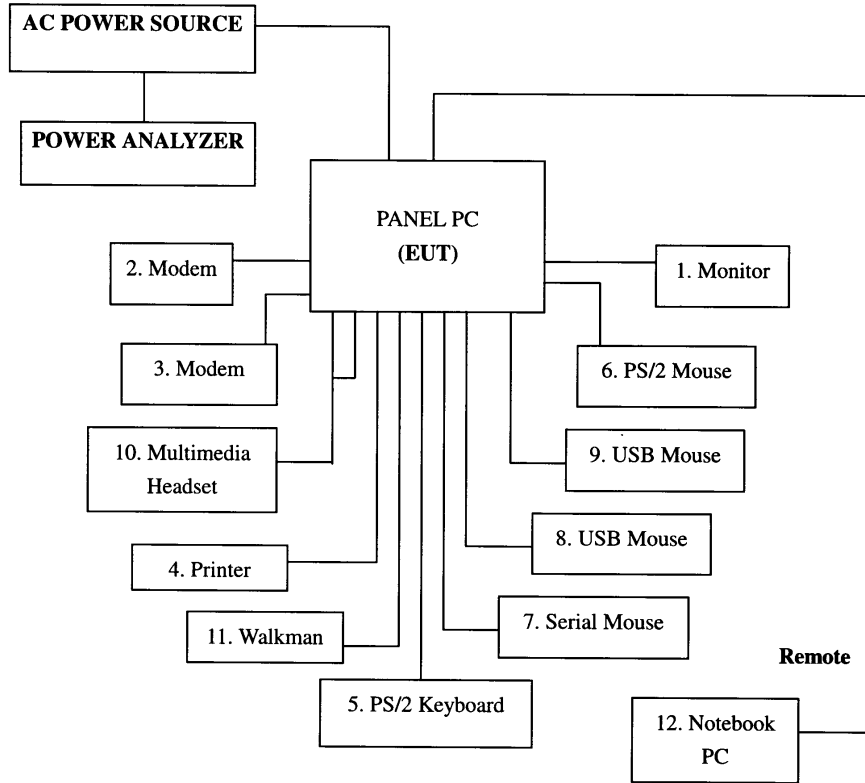 AC POWER SOURCE
POWER ANALYZER
PANEL PC
(EUT)
2. Modem
1. Monitor
3. Modem
6. PS/2 Mouse
10. Multimedia
Headset
9. USB Mouse
8. USB Mouse
4. Printer
7. Serial Mouse
11. Walkman
Remote
5. PS/2 Keyboard
12. Notebook
PC